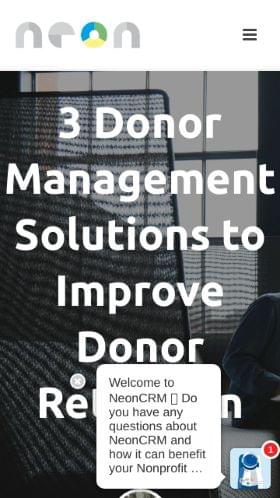 neon
3 Donor
Management
Solutions to
Improve
Donor
Welcome to
NeonCRM ▯ Do
you have any
questions about
NeonCRM and
how it can benefit
your Nonprofit ...
1